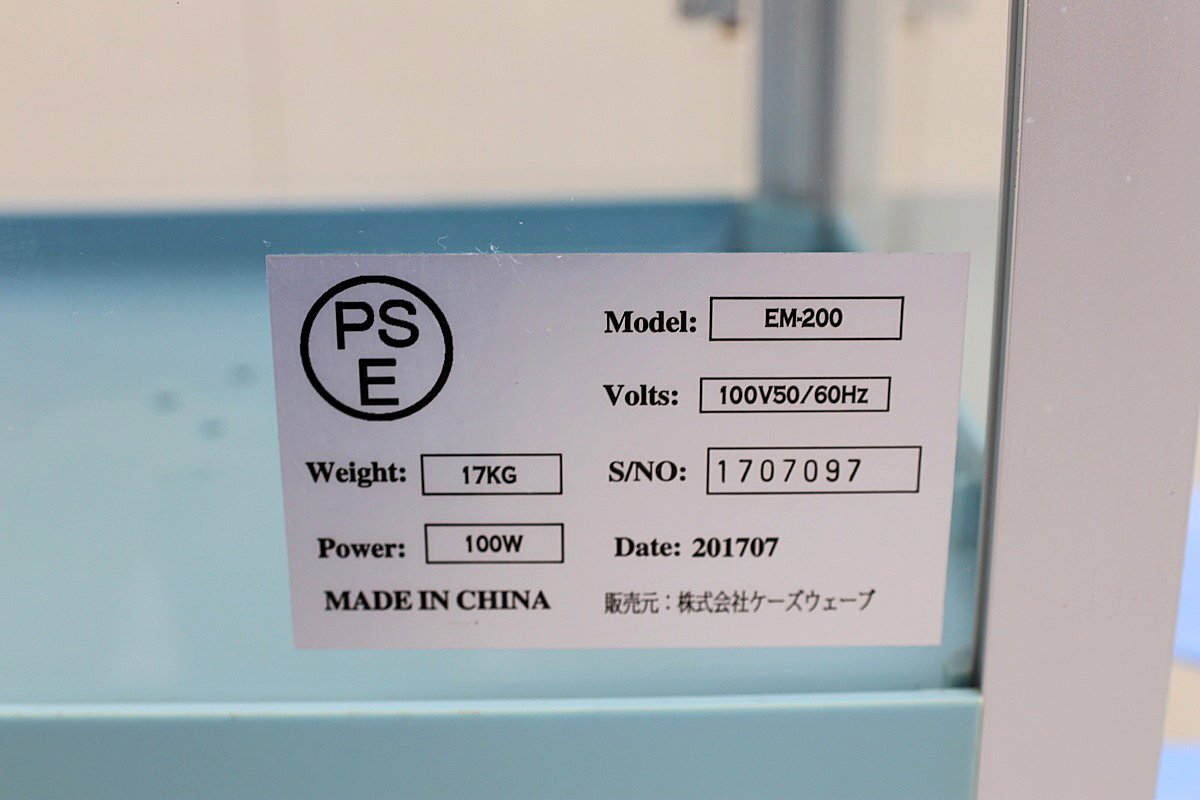 PS
E
Model: EM-200
Volts: 100V50/60Hz
Weight: 17KG
S/NO: 1707097
Power: 100W
Date: 201707
MADE IN CHINA
販売元：株式会社ケーズウェーブ